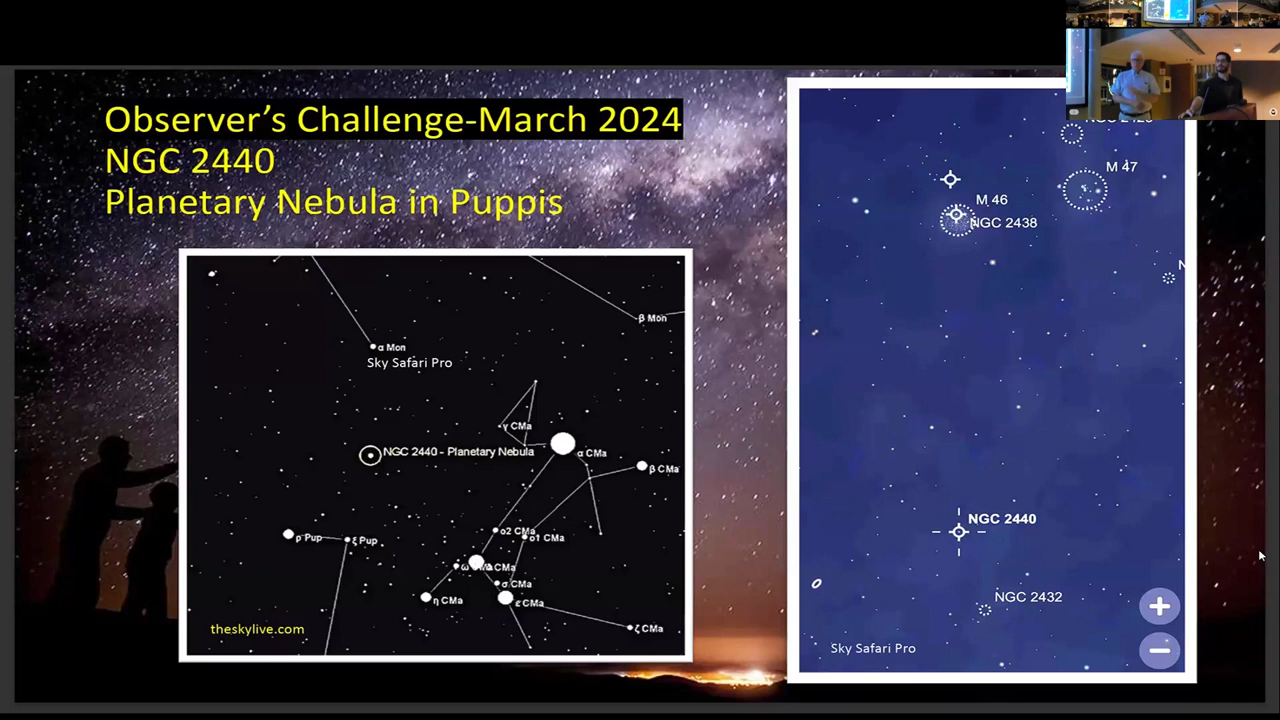 Observer's Challenge-March 2024
NGC 2440
Planetary Nebula in Puppis
β Mon
α Mon
Sky Safari Pro
γ CMa
NGC 2440 - Planetary Nebula
α CMa
β CMa
ο2 CMa
ο1 CMa
ρ Pup
ξ Pup
CMa
σ CMa
η CMa
ε CMa
ζ CMa
theskylive.com
M 47
M 46
NGC 2438
NGC 2440
NGC 2432
Sky Safari Pro